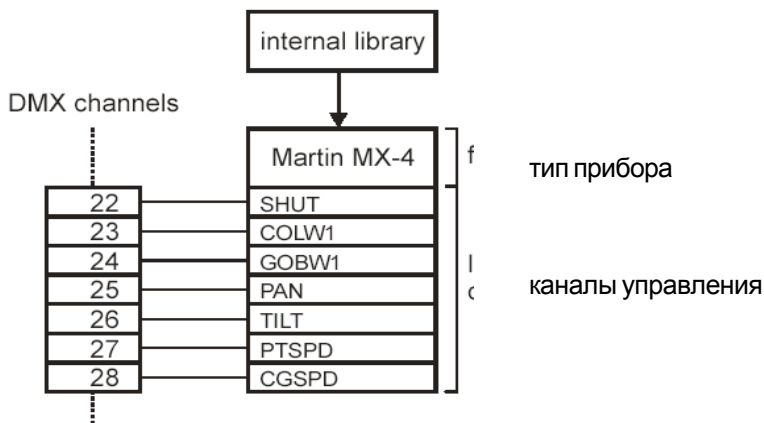 internal library
DMX channels
Martin MX-4
тип прибора
22 SHUT
23 COLW1
24 GOBW1
25 PAN
каналы управления
26 TILT
27 PTSPD
28 CGSPD